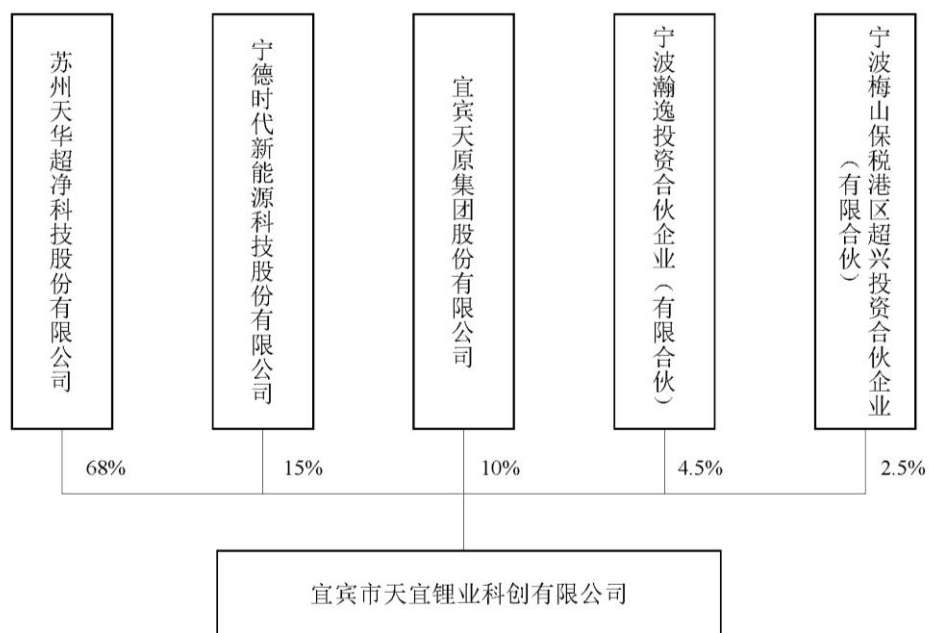 苏州天华超净科技股份有限公司
宁德时代新能源科技股份有限公司
宜宾天原集团股份有限公司
宁波瀚逸投资合伙企业（有限合伙）
宁波梅山保税港区超兴投资合伙企业
（有限合伙）
68%
15%
10%
4.5%
2.5%
宜宾市天宜锂业科创有限公司